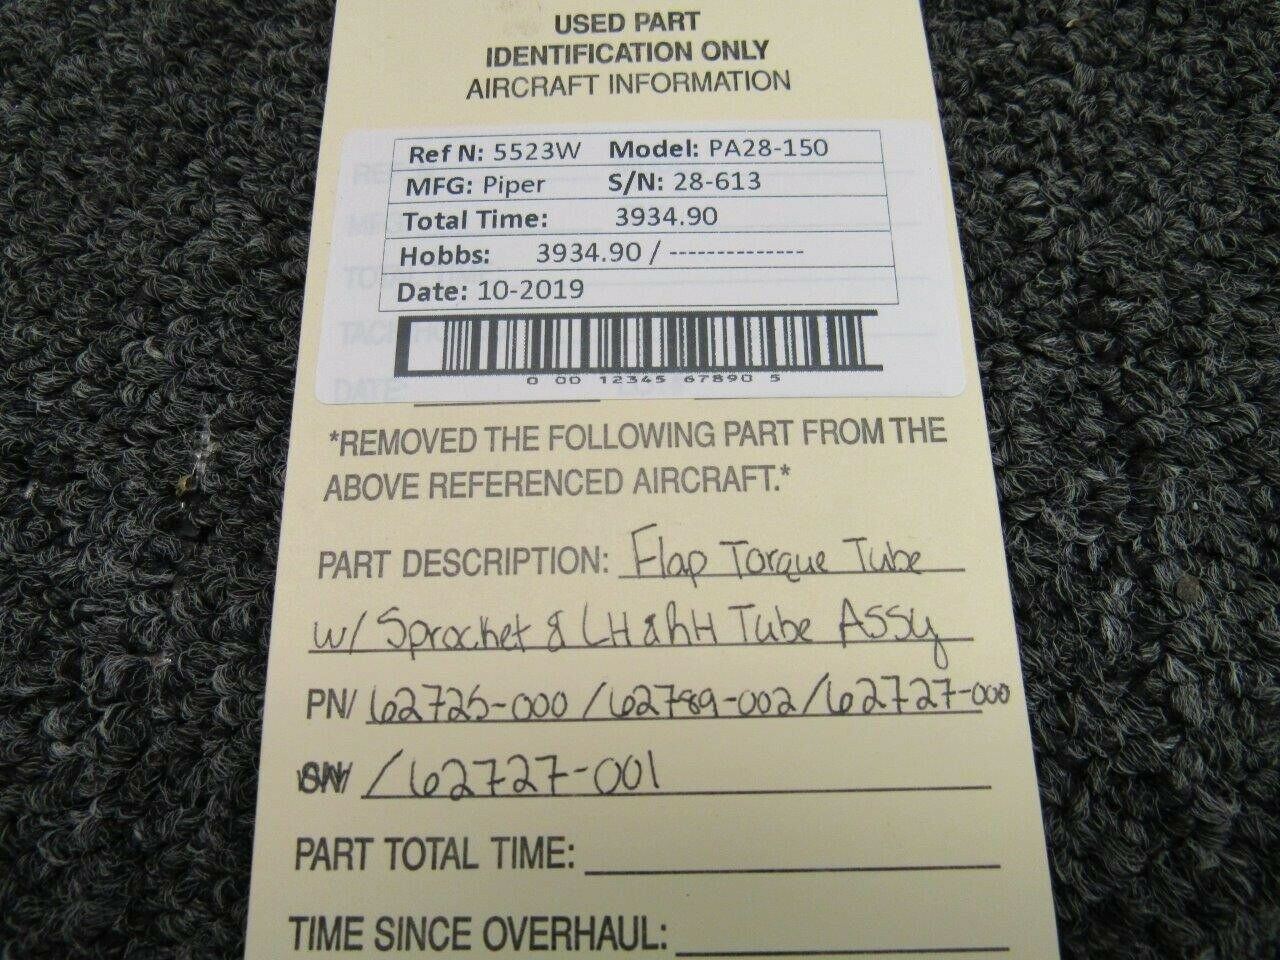 USED PART
IDENTIFICATION ONLY
AIRCRAFT INFORMATION
Ref N: 5523W Model: PA28-150
MFG: Piper S/N: 28-613
Total Time: 3934.90
Hobbs: 3934.90 / --------------
Date: 10-2019
0 00 12345 67890 5
DATE:
*REMOVED THE FOLLOWING PART FROM THE
ABOVE REFERENCED AIRCRAFT.*
PART DESCRIPTION: Flap Torque Tube
w/ Sprocket & LH & RH Tube Assy
PN/ 62725-000 / 62789-002 / 62727-000
/ 62727-001
PART TOTAL TIME:
TIME SINCE OVERHAUL: